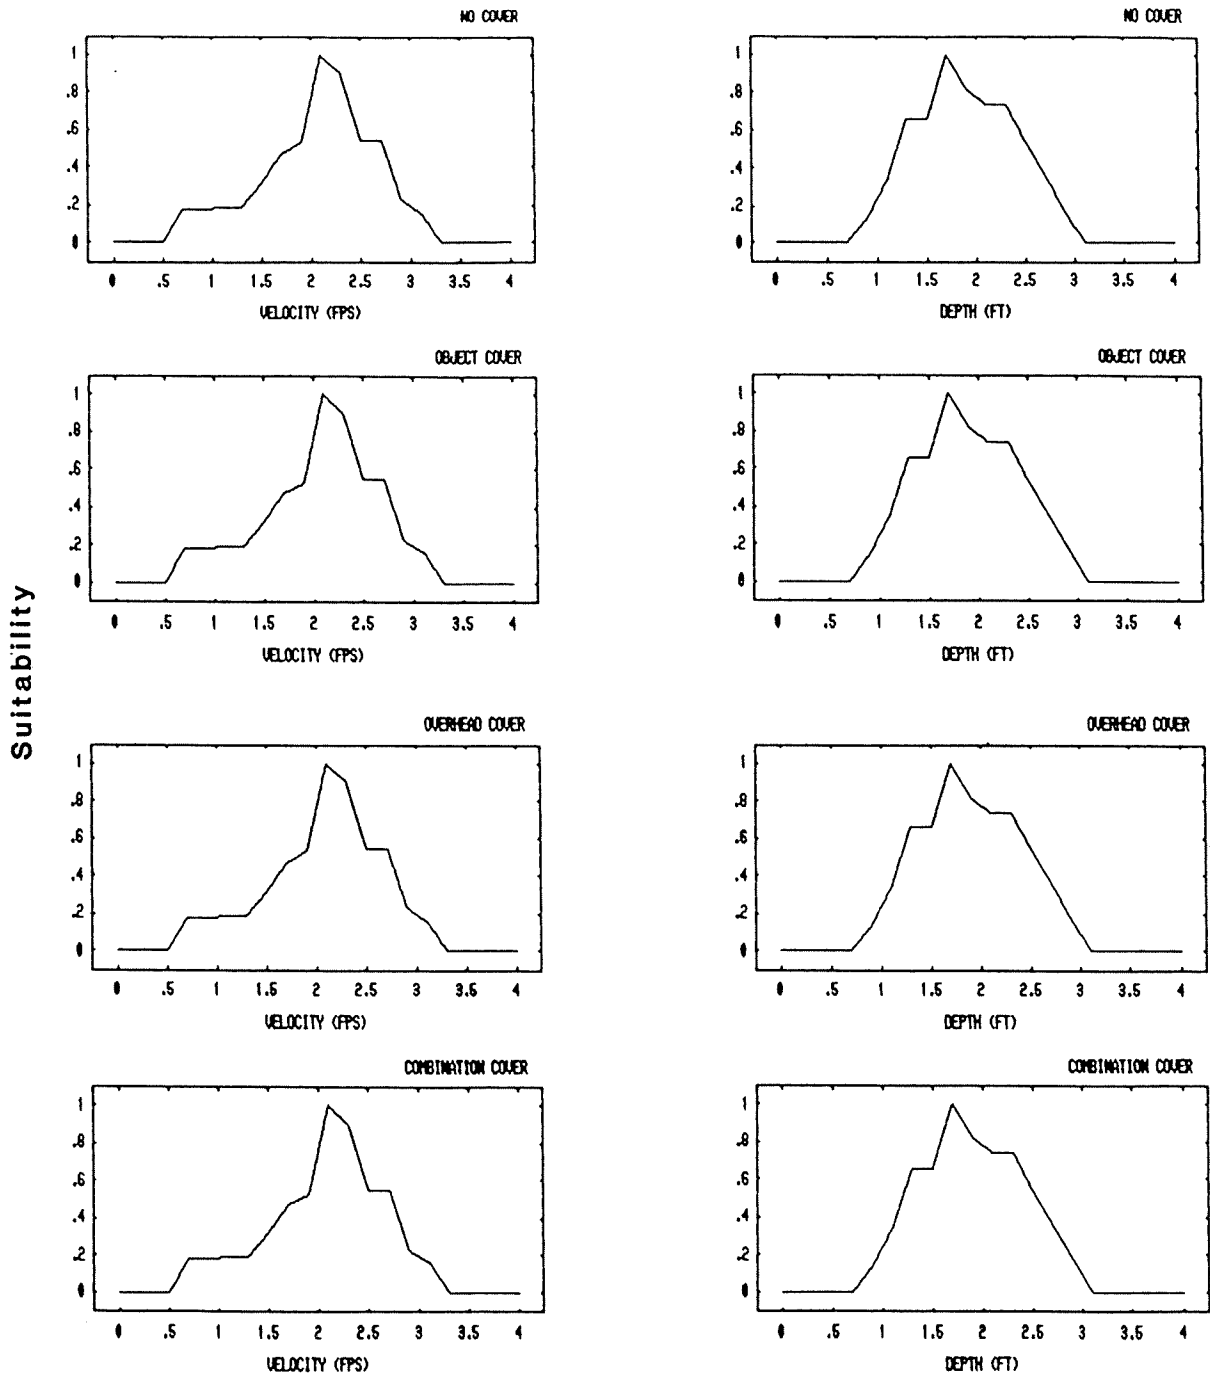 Suitability
NO COVER
1
.8
.6
.4
.2
0
0 .5 1 1.5 2 2.5 3 3.5 4
VELOCITY (FPS)
NO COVER
1
.8
.6
.4
.2
0
0 .5 1 1.5 2 2.5 3 3.5 4
DEPTH (FT)
OBJECT COVER
1
.8
.6
.4
.2
0
0 .5 1 1.5 2 2.5 3 3.5 4
VELOCITY (FPS)
OBJECT COVER
1
.8
.6
.4
.2
0
0 .5 1 1.5 2 2.5 3 3.5 4
DEPTH (FT)
OVERHEAD COVER
1
.8
.6
.4
.2
0
0 .5 1 1.5 2 2.5 3 3.5 4
VELOCITY (FPS)
OVERHEAD COVER
1
.8
.6
.4
.2
0
0 .5 1 1.5 2 2.5 3 3.5 4
DEPTH (FT)
COMBINATION COVER
1
.8
.6
.4
.2
0
0 .5 1 1.5 2 2.5 3 3.5 4
VELOCITY (FPS)
COMBINATION COVER
1
.8
.6
.4
.2
0
0 .5 1 1.5 2 2.5 3 3.5 4
DEPTH (FT)